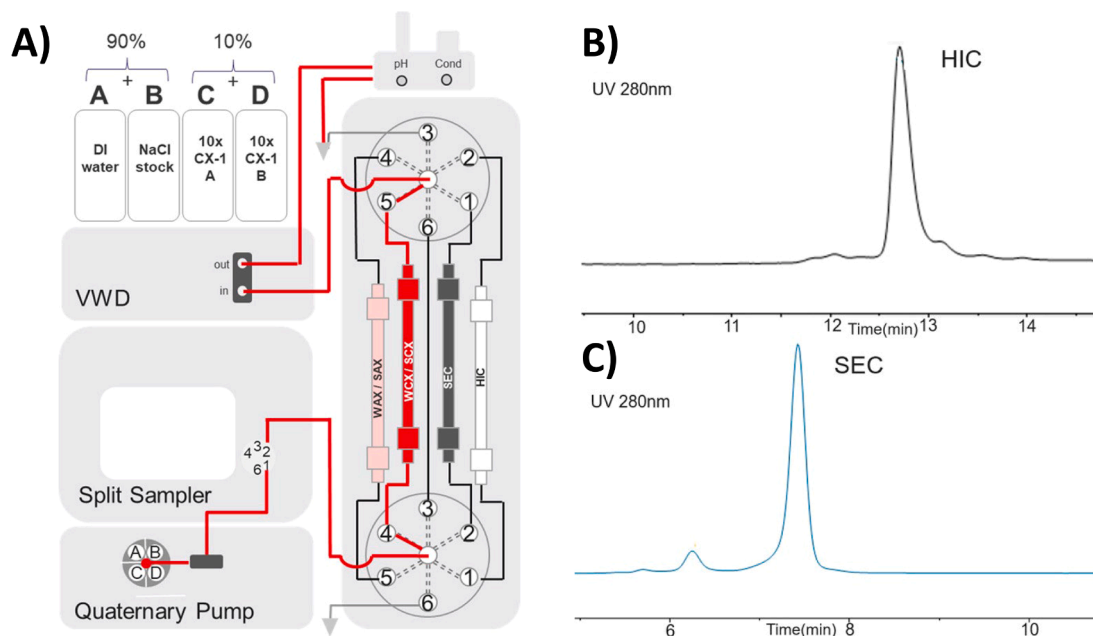 A)
90%
10%
+
+
A B C D
DI
water
NaCl
stock
10x
CX-1
A
10x
CX-1
B
pH Cond
3
4 2
5 1
6
out
in
VWD
WAX / SAX
WCX/ SCX
SEC
HIC
4 3 2
6 1
Split Sampler
3
4 2
5 1
6
A B
C D
Quaternary Pump
B)
HIC
UV 280nm
10 11 12 13 14
Time(min)
C)
SEC
UV 280nm
6 8 10
Time(min)